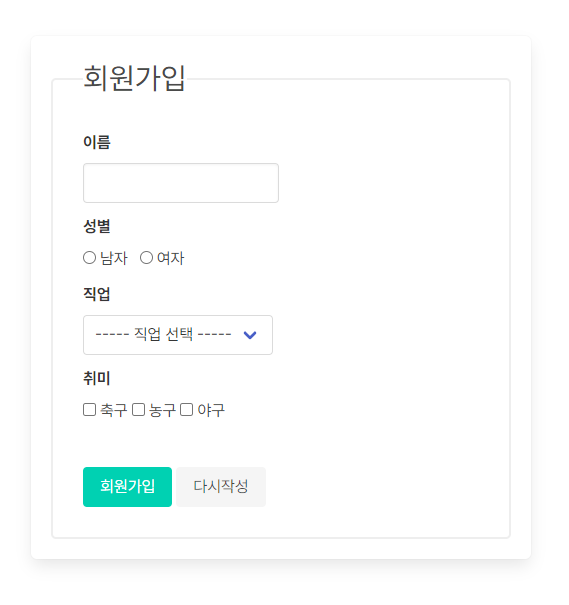 회원가입
이름
성별
남자 여자
직업
----- 직업 선택 -----
취미
축구 농구 야구
회원가입 다시작성